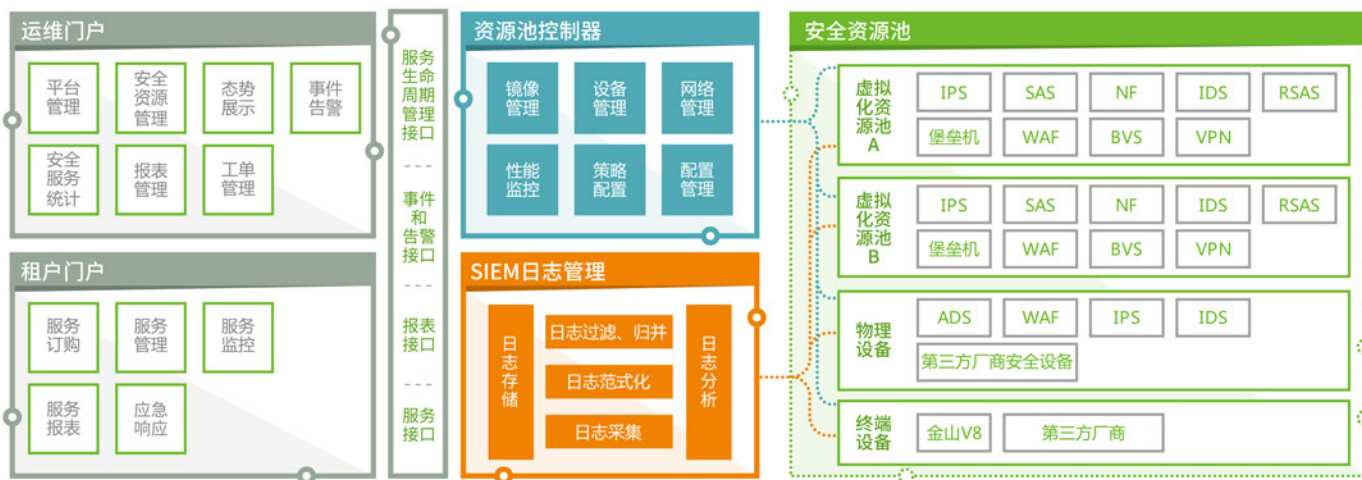 运维门户
平台
管理
安全
资源
管理
态势
展示
事件
告警
安全
服务
统计
报表
管理
工单
管理
租户门户
服务
订购
服务
管理
服务
监控
服务
报表
应急
响应
服务
生命
周期
管理
接口
事件
和
告警
接口
报表
接口
服务
接口
资源池控制器
镜像
管理
设备
管理
网络
管理
性能
监控
策略
配置
配置
管理
SIEM日志管理
日志存储
日志过滤、归并
日志范式化
日志采集
日志分析
安全资源池
虚拟
化资
源池
A
IPS SAS NF IDS RSAS
堡垒机 WAF BVS VPN
虚拟
化资
源池
B
IPS SAS NF IDS RSAS
堡垒机 WAF BVS VPN
物理
设备
ADS WAF IPS IDS
第三方厂商安全设备
终端
设备
金山V8 第三方厂商